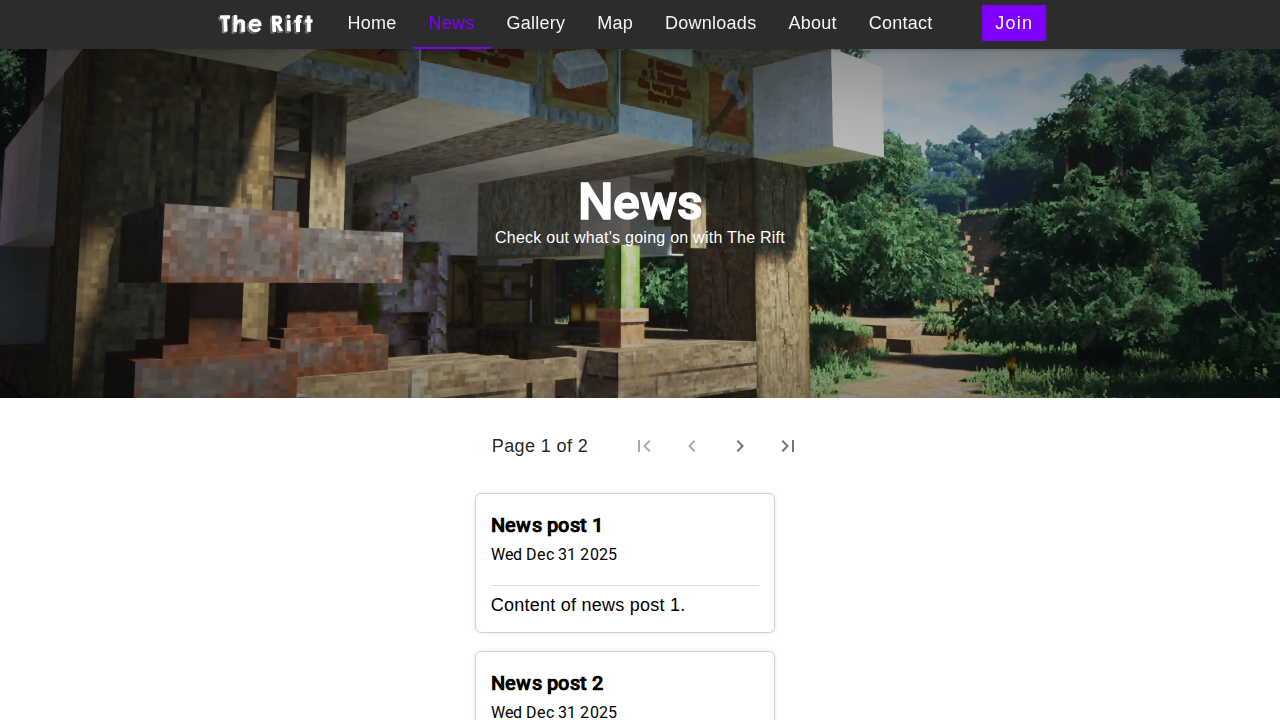 The Rift Home News Gallery Map Downloads About Contact Join
News
Check out what's going on with The Rift
Page 1 of 2
News post 1
Wed Dec 31 2025
Content of news post 1.
News post 2
Wed Dec 31 2025